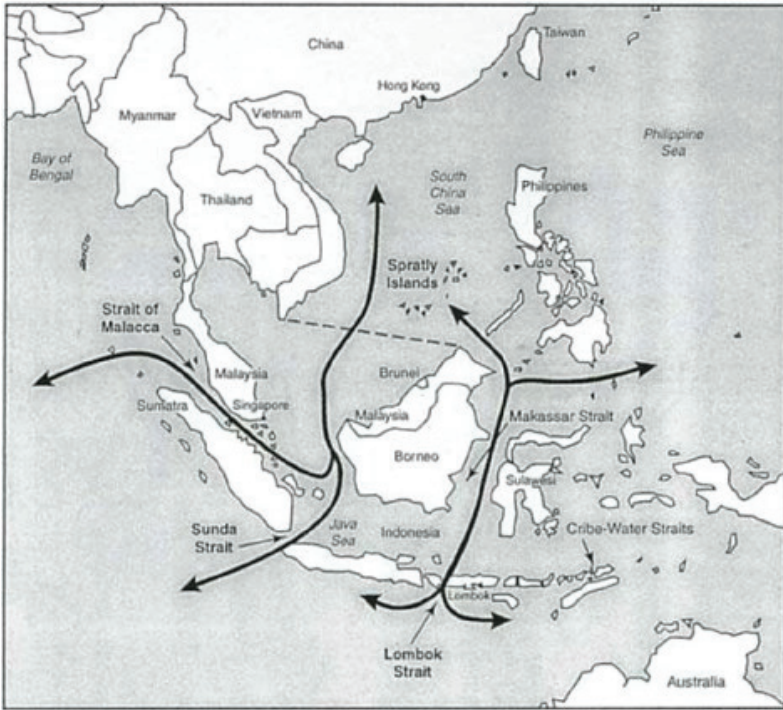 China
Taiwan
Hong Kong
Myanmar
Vietnam
Philippine
Sea
Bay of
Bengal
South
China
Sea
Philippines
Thailand
Spratly
Islands
Strait of
Malacca
Malaysia
Brunei
Sumatra
Singapore
Malaysia
Makassar Strait
Borneo
Sulawesi
Sunda
Strait
Java
Sea
Indonesia
Cribe-Water Straits
Lombok
Lombok
Strait
Australia